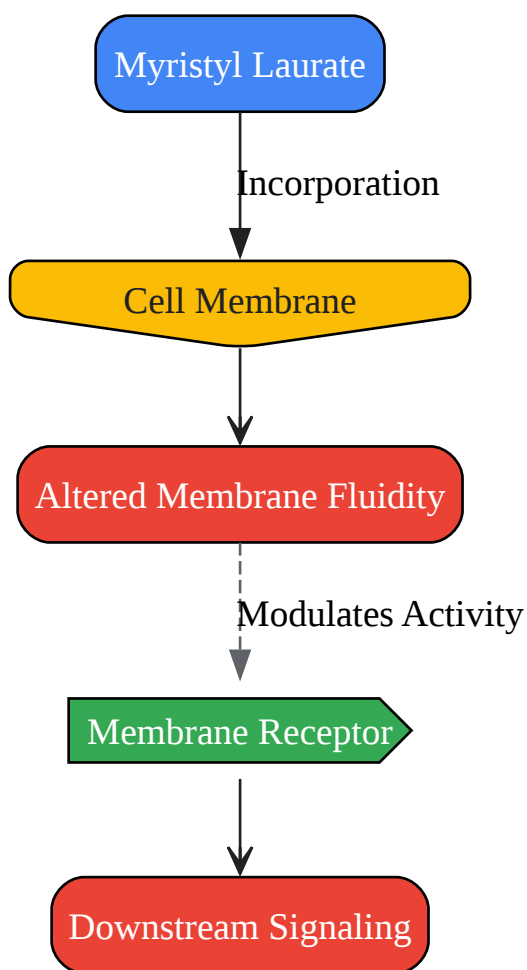 Myristyl Laurate
Incorporation
Cell Membrane
Altered Membrane Fluidity
Modulates Activity
Membrane Receptor
Downstream Signaling